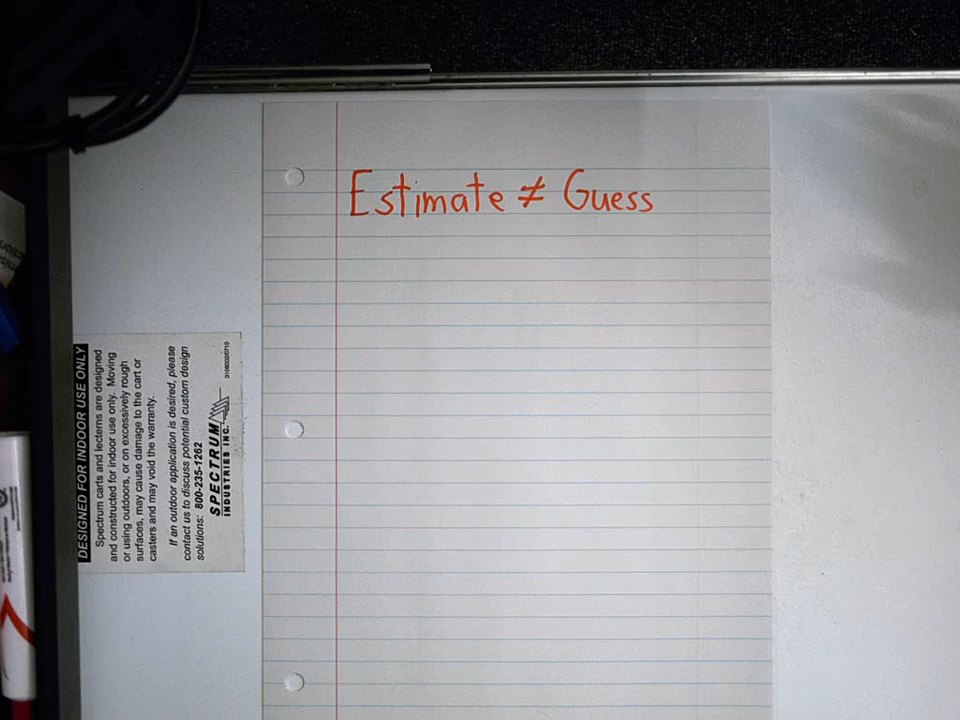 Estimate ≠ Guess
DESIGNED FOR INDOOR USE ONLY
Spectrum carts and lecterns are designed
and constructed for indoor use only. Moving
or using outdoors, or on excessively rough
surfaces, may cause damage to the cart or
casters and may void the warranty.
If an outdoor application is desired, please
contact us to discuss potential custom design
solutions: 800-235-1262
SPECTRUM
INDUSTRIES INC.